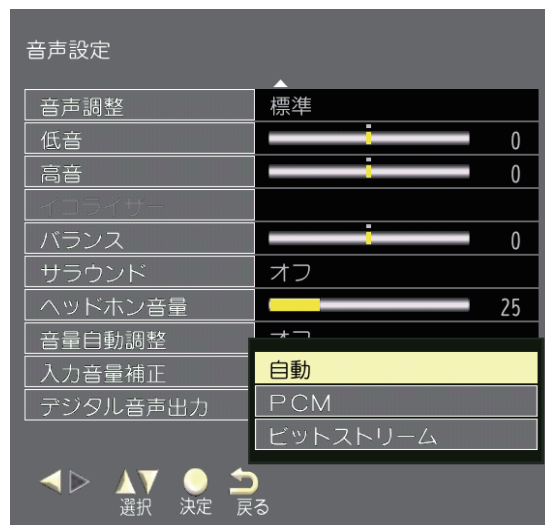 音声設定
音声調整 標準
低音 0
高音 0
イコライザー
バランス 0
サラウンド オフ
ヘッドホン音量 25
音量自動調整 オフ
入力音量補正
デジタル音声出力
自動
PCM
ビットストリーム
選択 決定 戻る